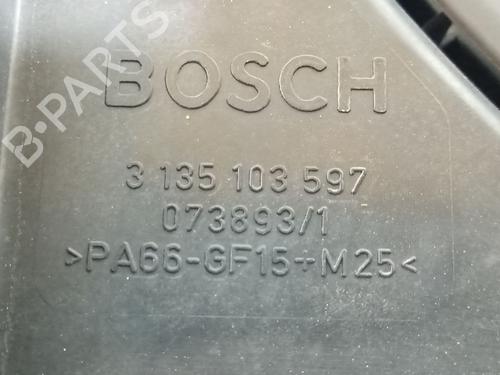 BOSCH
B-PARTS
3 135 103 597
073893/1
>PA66-GF15+M25<